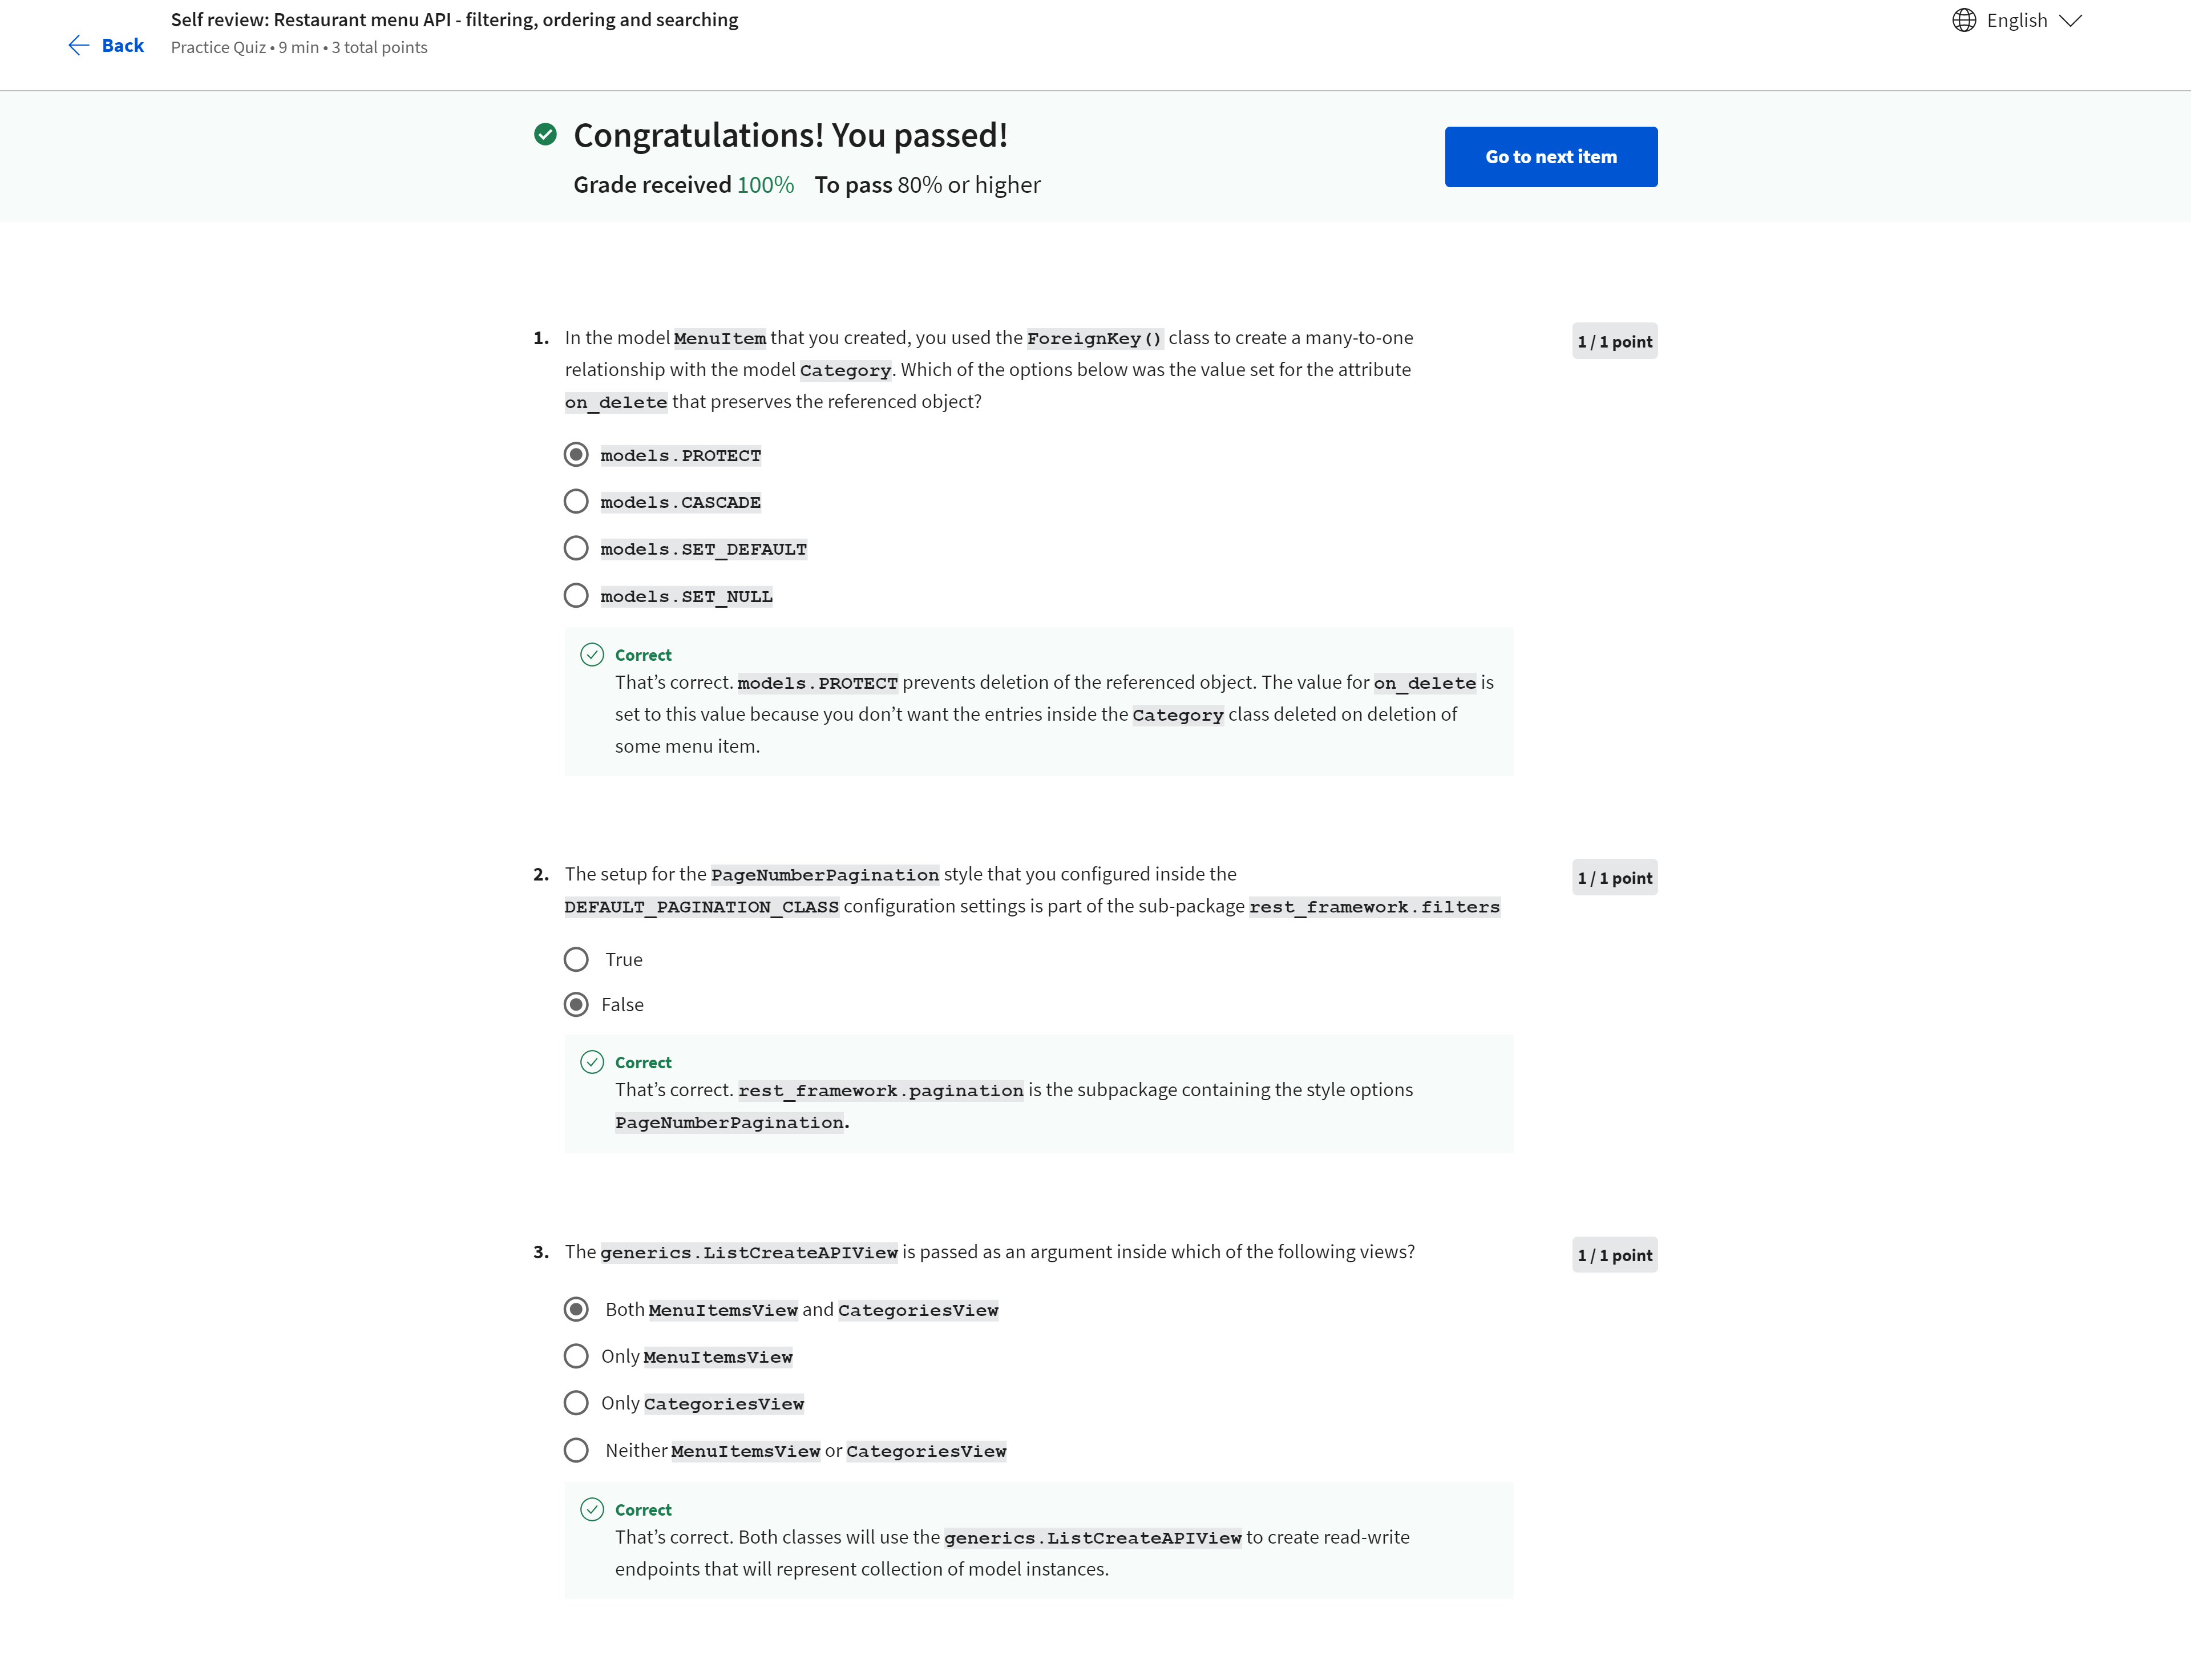 Self review: Restaurant menu API - filtering, ordering and searching
Back
Practice Quiz • 9 min • 3 total points
English
Congratulations! You passed!
Grade received 100% To pass 80% or higher
Go to next item
1. In the model MenuItem that you created, you used the ForeignKey() class to create a many-to-one
relationship with the model Category. Which of the options below was the value set for the attribute
on_delete that preserves the referenced object?
1 / 1 point
models.PROTECT
models.CASCADE
models.SET_DEFAULT
models.SET_NULL
Correct
That’s correct. models.PROTECT prevents deletion of the referenced object. The value for on_delete is
set to this value because you don’t want the entries inside the Category class deleted on deletion of
some menu item.
2. The setup for the PageNumberPagination style that you configured inside the
DEFAULT_PAGINATION_CLASS configuration settings is part of the sub-package rest_framework.filters
1 / 1 point
True
False
Correct
That’s correct. rest_framework.pagination is the subpackage containing the style options
PageNumberPagination.
3. The generics.ListCreateAPIView is passed as an argument inside which of the following views?
1 / 1 point
Both MenuItemsView and CategoriesView
Only MenuItemsView
Only CategoriesView
Neither MenuItemsView or CategoriesView
Correct
That’s correct. Both classes will use the generics.ListCreateAPIView to create read-write
endpoints that will represent collection of model instances.